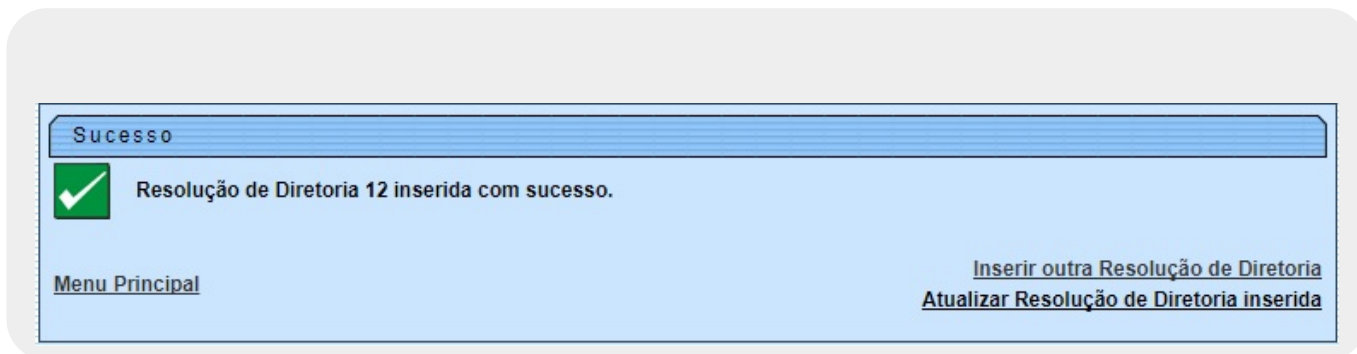 Sucesso
Resolução de Diretoria 12 inserida com sucesso.
Menu Principal
Inserir outra Resolução de Diretoria
Atualizar Resolução de Diretoria inserida